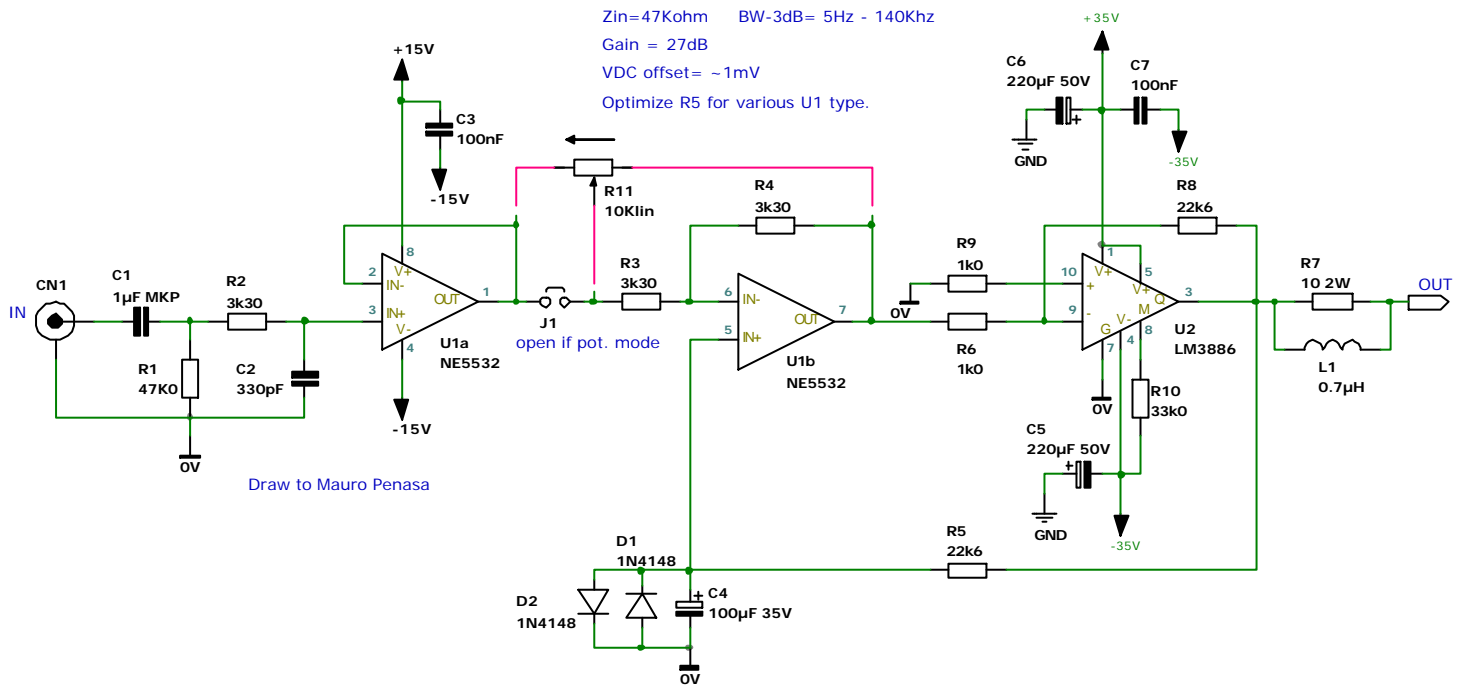 Zin=47Kohm BW-3dB= 5Hz - 140Khz
Gain = 27dB
VDC offset= ~1mV
Optimize R5 for various U1 type.
+35V
C6
220µF 50V
C7
100nF
GND
-35V
+15V
C3
100nF
-15V
R11
10Klin
R4
3k30
R8
22k6
CN1
IN
C1
1µF MKP
R2
3k30
R1
47K0
C2
330pF
0V
2
3
8
V+
IN-
IN+
V-
OUT
1
4
U1a
NE5532
-15V
J1
open if pot. mode
R3
3k30
6
IN-
5
IN+
OUT
7
U1b
NE5532
R9
1k0
0V
R6
1k0
10
+
9
-
1
V+
5
V+
Q
3
M
8
G
7
V-
4
U2
LM3886
0V
R10
33k0
R7
10 2W
OUT
L1
0.7µH
C5
220µF 50V
+
GND
-35V
Draw to Mauro Penasa
R5
22k6
D1
1N4148
D2
1N4148
+
C4
100µF 35V
0V